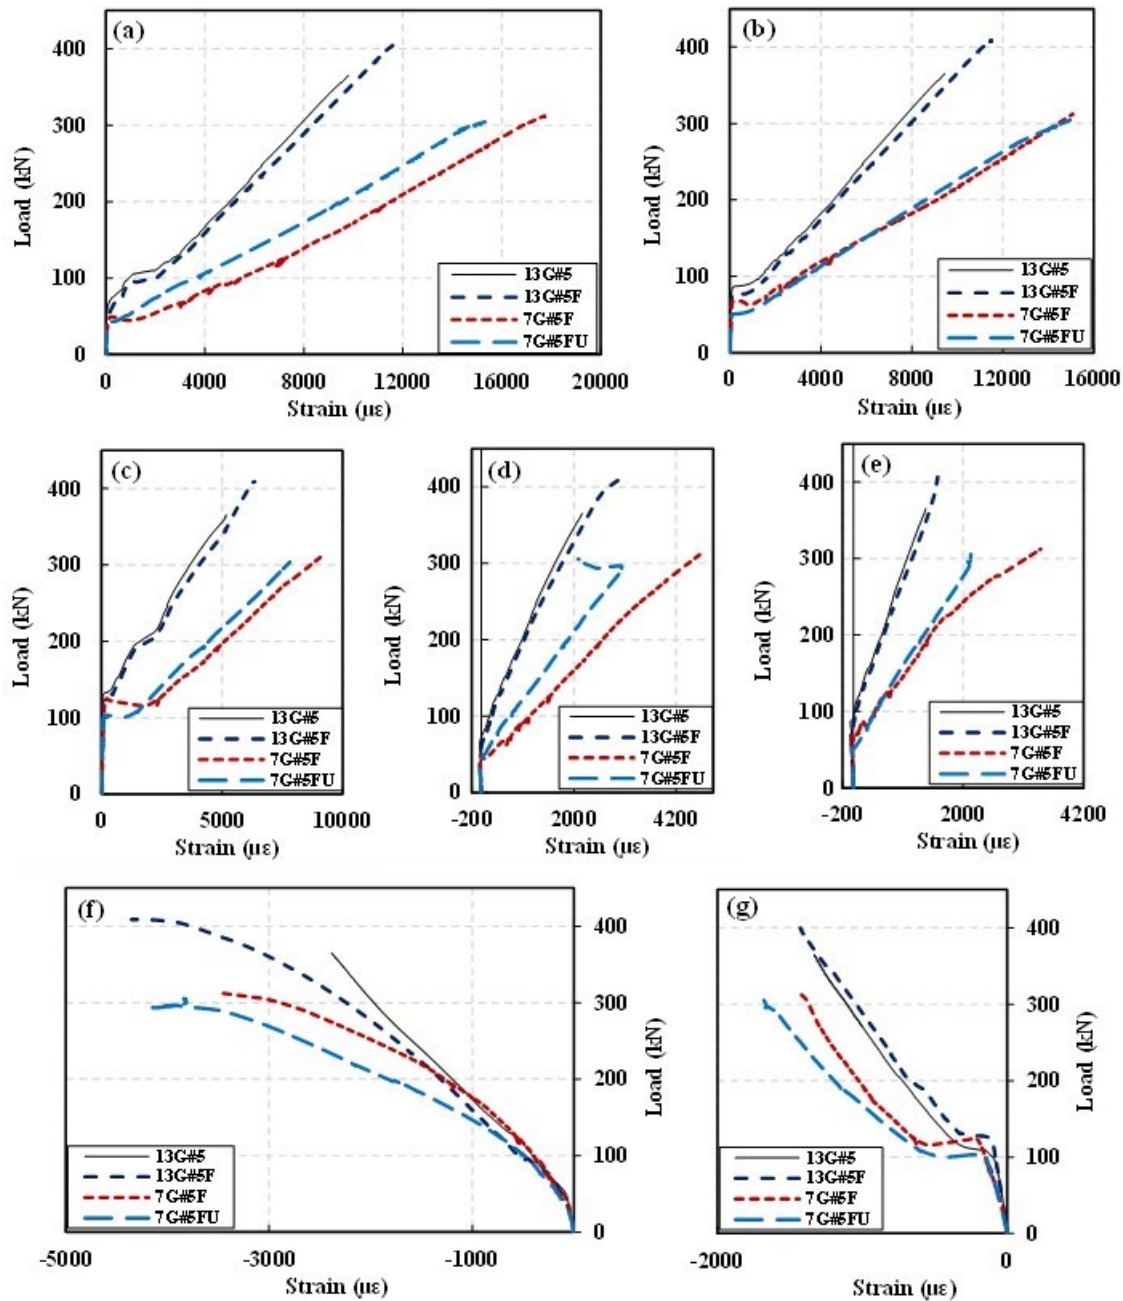 (a)
400
300
200
100
0
Load (kN)
13G#5
13G#5F
7G#5F
7G#5FU
0 4000 8000 12000 16000 20000
Strain (με)
(b)
400
300
200
100
0
Load (kN)
13G#5
13G#5F
7G#5F
7G#5FU
0 4000 8000 12000 16000
Strain (με)
(c)
400
300
200
100
0
Load (kN)
13G#5
13G#5F
7G#5F
7G#5FU
0 5000 10000
Strain (με)
(d)
400
300
200
100
0
Load (kN)
13G#5
13G#5F
7G#5F
7G#5FU
-200 2000 4200
Strain (με)
(e)
400
300
200
100
0
Load (kN)
13G#5
13G#5F
7G#5F
7G#5FU
-200 2000 4200
Strain (με)
(f)
400
300
200
100
0
Load (kN)
13G#5
13G#5F
7G#5F
7G#5FU
-5000 -3000 -1000
Strain (με)
(g)
400
300
200
100
0
Load (kN)
13G#5
13G#5F
7G#5F
7G#5FU
-2000 0
Strain (με)